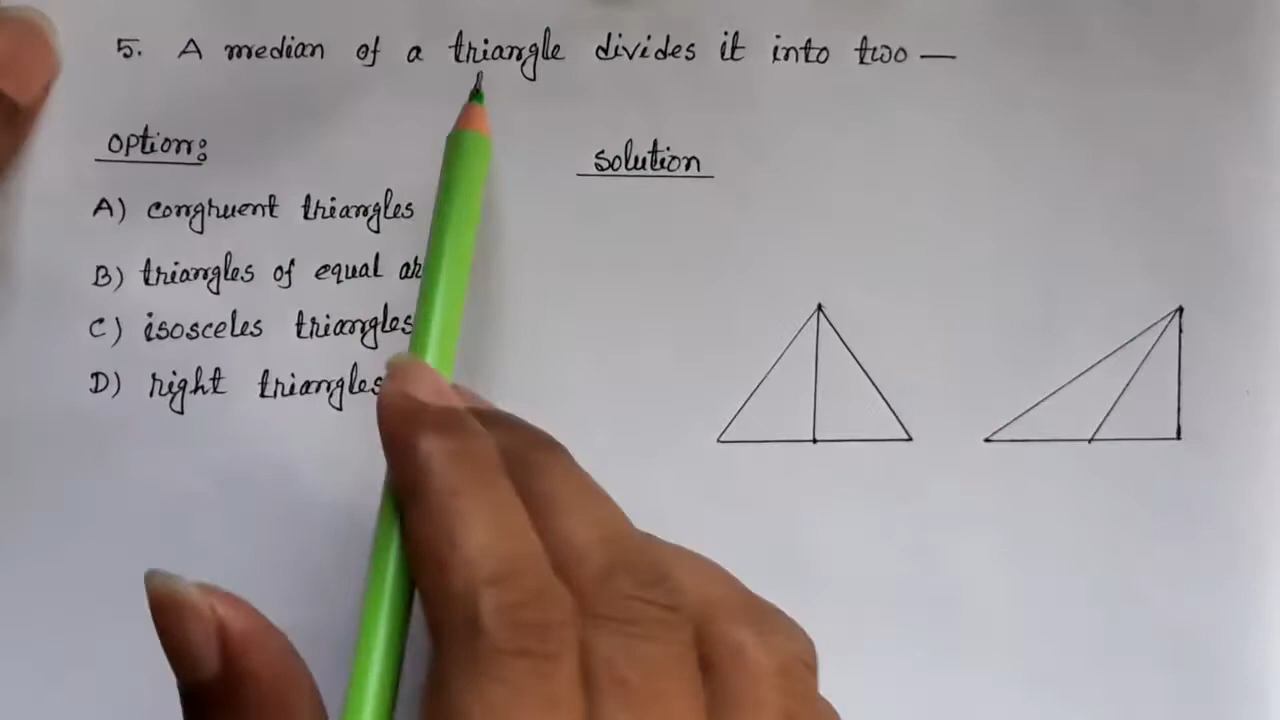 5. A median of a triangle divides it into two —
option:
solution
A) congruent triangles
B) triangles of equal
C) isosceles triangles
D) right triangles